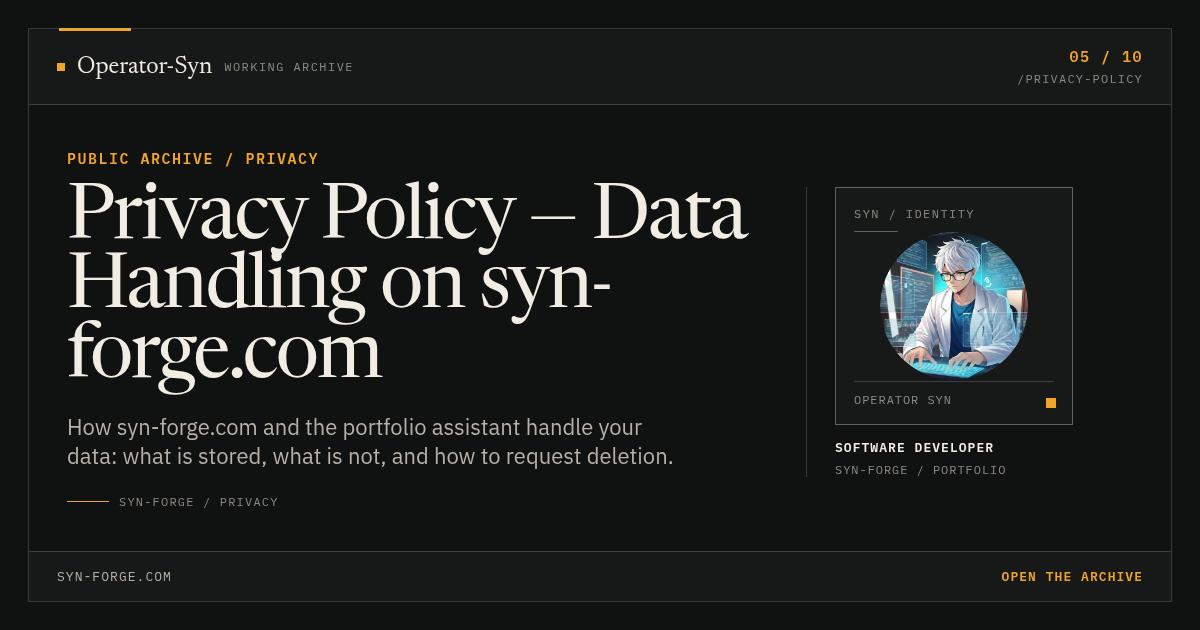 Operator-Syn WORKING ARCHIVE
05 / 10
/PRIVACY-POLICY
PUBLIC ARCHIVE / PRIVACY
Privacy Policy — Data
Handling on syn-
forge.com
How syn-forge.com and the portfolio assistant handle your
data: what is stored, what is not, and how to request deletion.
SYN-FORGE / PRIVACY
SYN / IDENTITY
OPERATOR SYN
SOFTWARE DEVELOPER
SYN-FORGE / PORTFOLIO
SYN-FORGE.COM
OPEN THE ARCHIVE